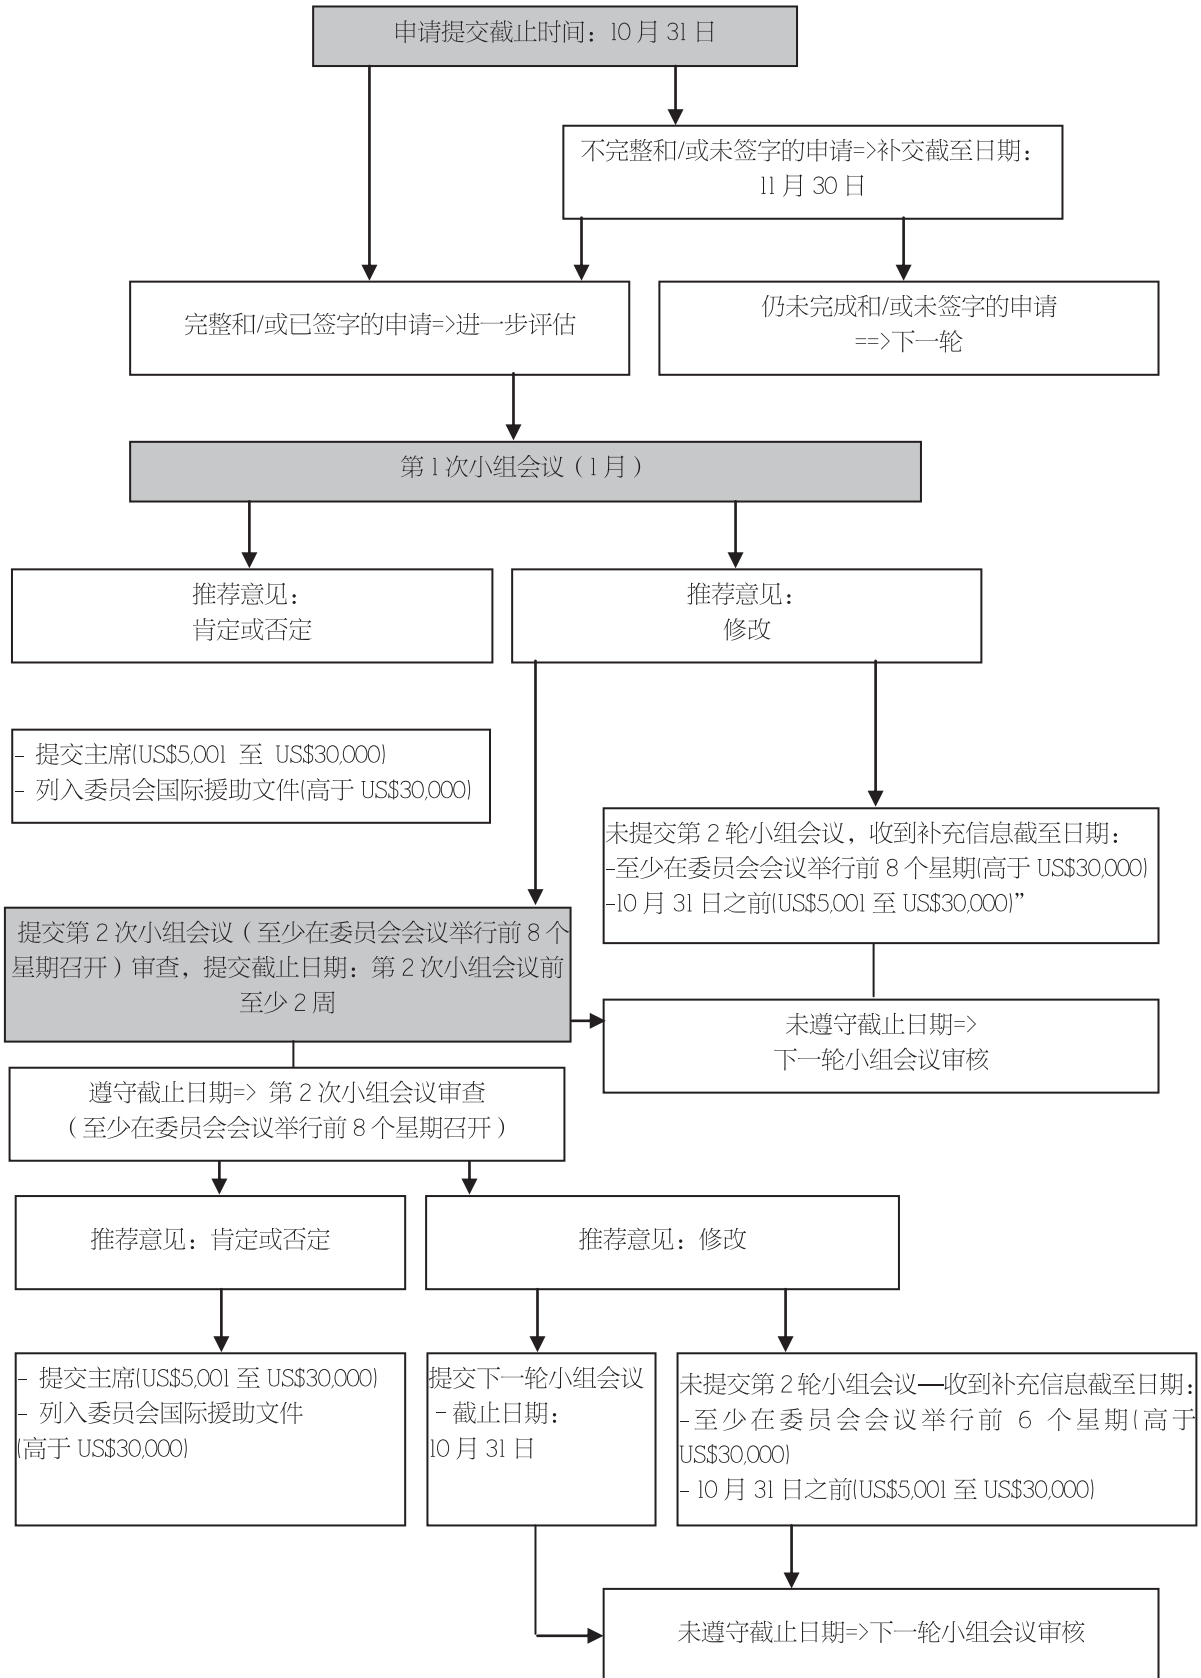 申请提交截止时间：10 月 31 日
不完整和/或未签字的申请=>补交截至日期：
11 月 30 日
完整和/或已签字的申请=>进一步评估
仍未完成和/或未签字的申请
==>下一轮
第 1 次小组会议（1 月）
推荐意见：
肯定或否定
推荐意见：
修改
- 提交主席(US$5,001 至 US$30,000)
- 列入委员会国际援助文件(高于 US$30,000)
未提交第 2 轮小组会议，收到补充信息截至日期：
-至少在委员会会议举行前 8 个星期(高于 US$30,000)
-10 月 31 日之前(US$5,001 至 US$30,000)”
提交第 2 次小组会议（至少在委员会会议举行前 8 个
星期召开）审查，提交截止日期：第 2 次小组会议前
至少 2 周
未遵守截止日期=>
下一轮小组会议审核
遵守截止日期=> 第 2 次小组会议审查
（至少在委员会会议举行前 8 个星期召开）
推荐意见：肯定或否定
推荐意见：修改
- 提交主席(US$5,001 至 US$30,000)
- 列入委员会国际援助文件
(高于 US$30,000)
提交下一轮小组会议
- 截止日期：
10 月 31 日
未提交第 2 轮小组会议—收到补充信息截至日期：
- 至少在委员会会议举行前 6 个星期(高于
US$30,000)
- 10 月 31 日之前(US$5,001 至 US$30,000)
未遵守截止日期=>下一轮小组会议审核